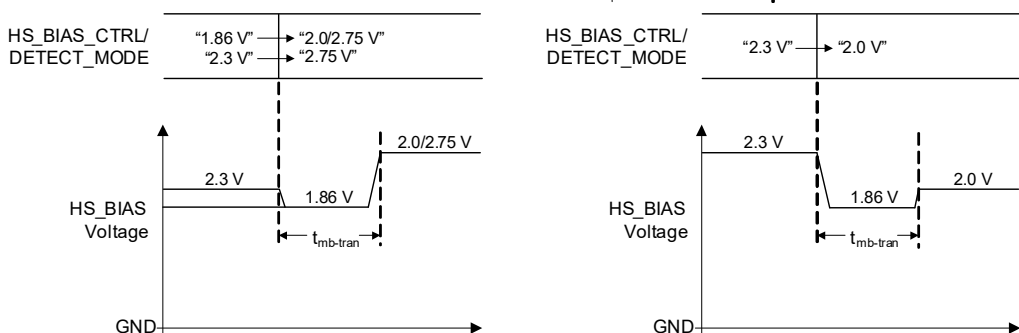 HS_BIAS_CTRL/
DETECT_MODE
“1.86 V” “2.0/2.75 V”
“2.3 V” “2.75 V”
2.0/2.75 V
2.3 V
1.86 V
HS_BIAS
Voltage
tmb-tran
GND
HS_BIAS_CTRL/
DETECT_MODE
“2.3 V” “2.0 V”
2.3 V
2.0 V
1.86 V
HS_BIAS
Voltage
tmb-tran
GND